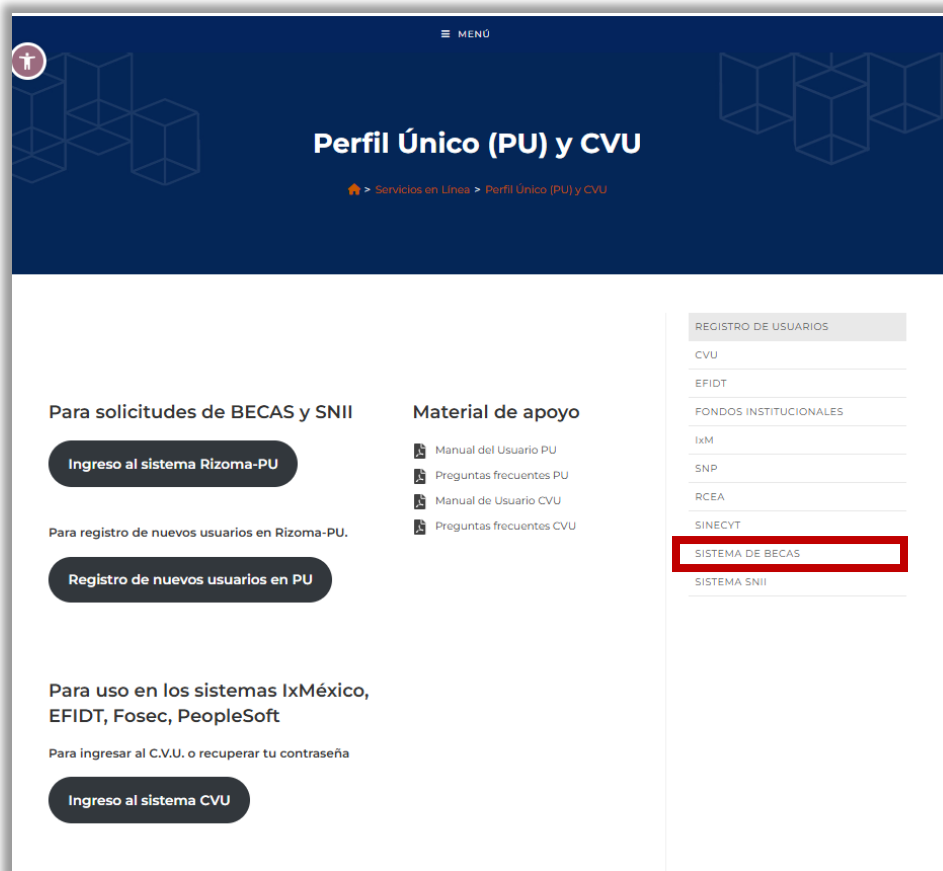 ≡ MENÚ
Perfil Único (PU) y CVU
> Servicios en Línea > Perfil Único (PU) y CVU
Para solicitudes de BECAS y SNII
Ingreso al sistema Rizoma-PU
Para registro de nuevos usuarios en Rizoma-PU.
Registro de nuevos usuarios en PU
Para uso en los sistemas IxMéxico,
EFIDT, Fosec, PeopleSoft
Para ingresar al C.V.U. o recuperar tu contraseña
Ingreso al sistema CVU
Material de apoyo
Manual del Usuario PU
Preguntas frecuentes PU
Manual de Usuario CVU
Preguntas frecuentes CVU
REGISTRO DE USUARIOS
CVU
EFIDT
FONDOS INSTITUCIONALES
IxM
SNP
RCEA
SINECYT
SISTEMA DE BECAS
SISTEMA SNII